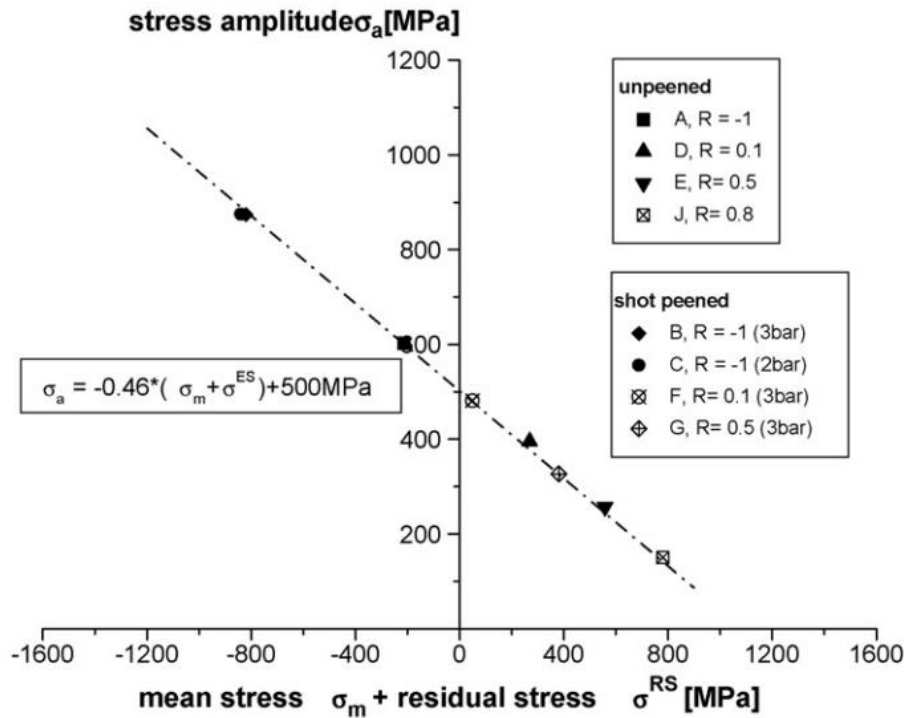 stress amplitudeσa[MPa]
1200
1000
800
600
400
200
unpeened
A, R = -1
D, R = 0.1
E, R= 0.5
J, R= 0.8
shot peened
B, R = -1 (3bar)
C, R = -1 (2bar)
F, R= 0.1 (3bar)
G, R= 0.5 (3bar)
σa = -0.46*( σm+σ^ES)+500MPa
-1600 -1200 -800 -400 0 400 800 1200 1600
mean stress σm + residual stress σ^RS [MPa]